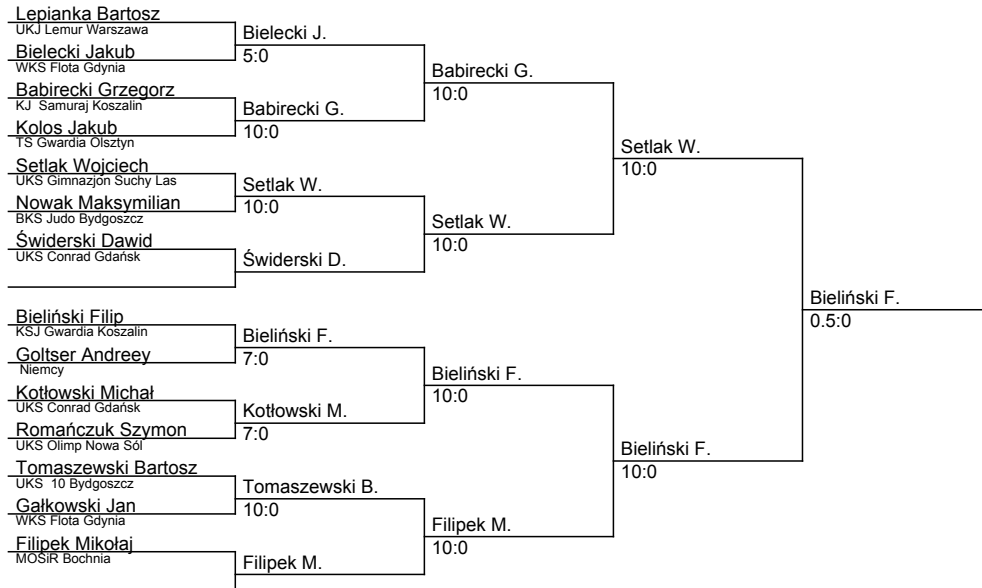 Lepianka Bartosz
UKJ Lemur Warszawa
Bielecki Jakub
WKS Flota Gdynia
Babirecki Grzegorz
KJ Samuraj Koszalin
Kolos Jakub
TS Gwardia Olsztyn
Setlak Wojciech
UKS Gimnazjon Suchy Las
Nowak Maksymilian
BKS Judo Bydgoszcz
Świderski Dawid
UKS Conrad Gdańsk
Bieliński Filip
KSJ Gwardia Koszalin
Goltser Andreey
Niemcy
Kotłowski Michał
UKS Conrad Gdańsk
Romańczuk Szymon
UKS Olimp Nowa Sól
Tomaszewski Bartosz
UKS 10 Bydgoszcz
Gałkowski Jan
WKS Flota Gdynia
Filipek Mikołaj
MOSiR Bochnia
Bielecki J.
5:0
Babirecki G.
10:0
Setlak W.
10:0
Świderski D.
Bieliński F.
7:0
Kotłowski M.
7:0
Tomaszewski B.
10:0
Filipek M.
Babirecki G.
10:0
Setlak W.
10:0
Bieliński F.
10:0
Filipek M.
10:0
Setlak W.
10:0
Bieliński F.
10:0
Bieliński F.
0.5:0